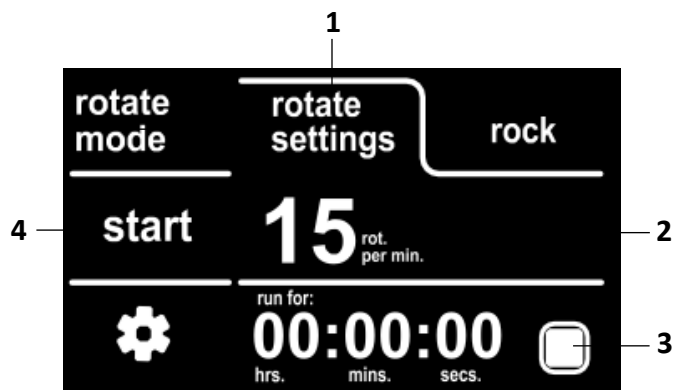 1
rotate
mode
rotate
settings
rock
4
start
15
rot.
per min.
2
run for:
00:00:00
hrs. mins. secs.
3